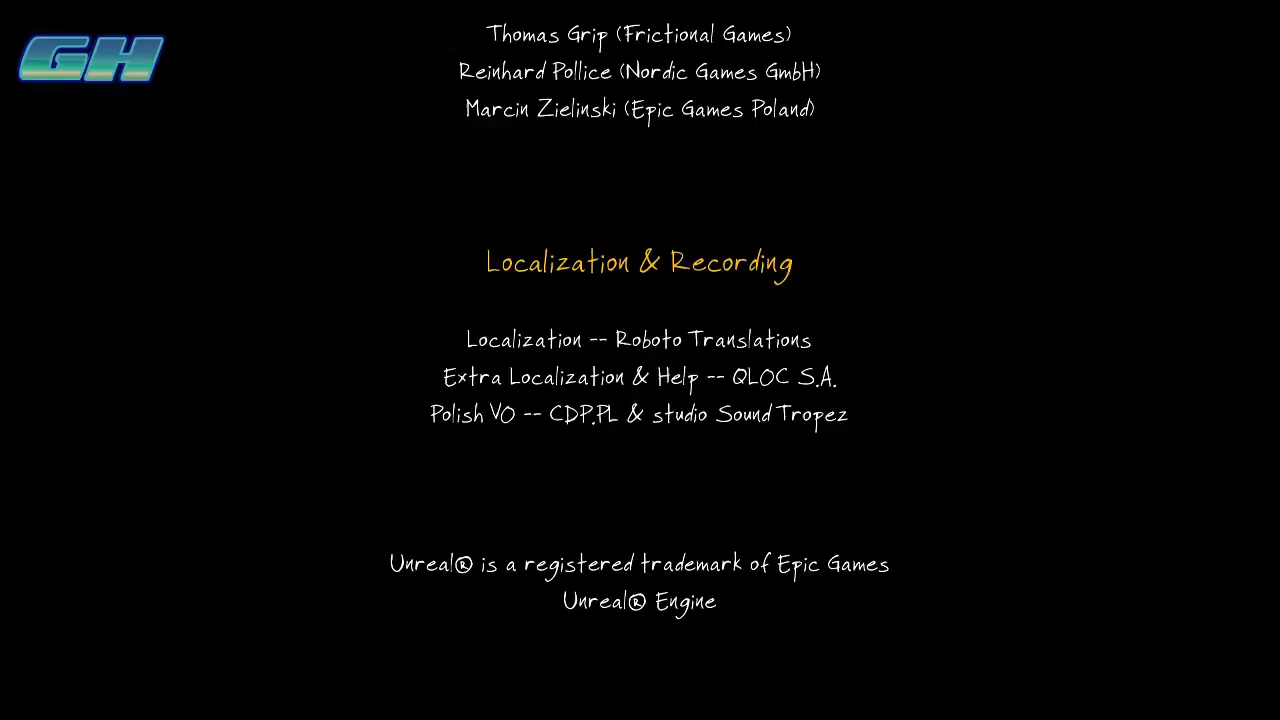 GH
Thomas Grip (Frictional Games)
Reinhard Pollice (Nordic Games GmbH)
Marcin Zielinski (Epic Games Poland)
Localization & Recording
Localization -- Roboto Translations
Extra Localization & Help -- QLOC S.A.
Polish VO -- CDP.PL & studio Sound Tropez
Unreal® is a registered trademark of Epic Games
Unreal® Engine